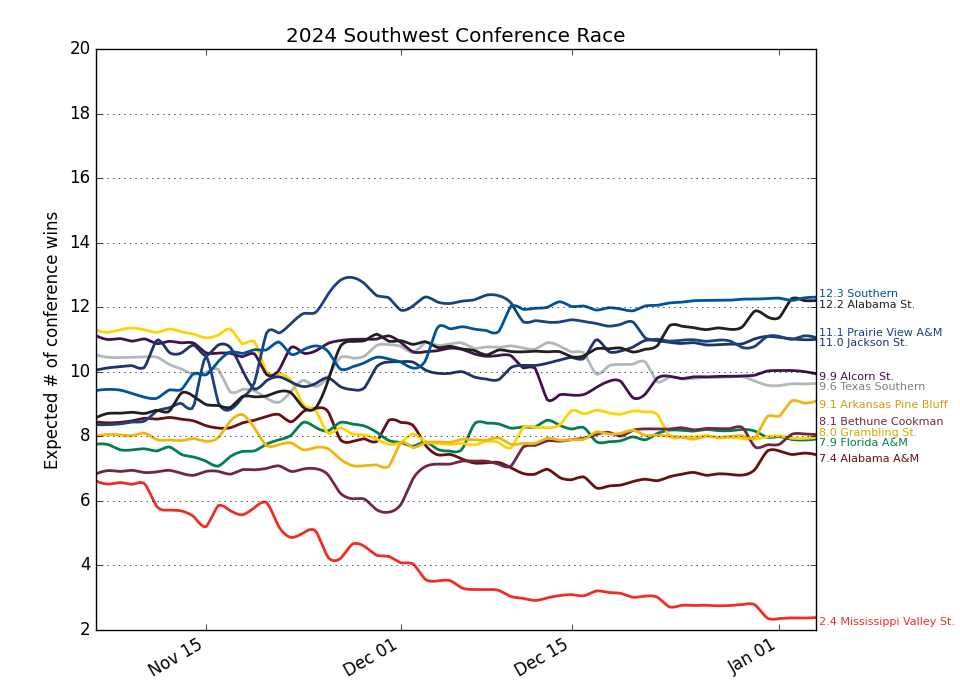 2024 Southwest Conference Race
Expected # of conference wins
20
18
16
14
12
10
8
6
4
2
Nov 15
Dec 01
Dec 15
Jan 01
12.3 Southern
12.2 Alabama St.
11.1 Prairie View A&M
11.0 Jackson St.
9.9 Alcorn St.
9.6 Texas Southern
9.1 Arkansas Pine Bluff
8.1 Bethune Cookman
8.0 Grambling St.
7.9 Florida A&M
7.4 Alabama A&M
2.4 Mississippi Valley St.